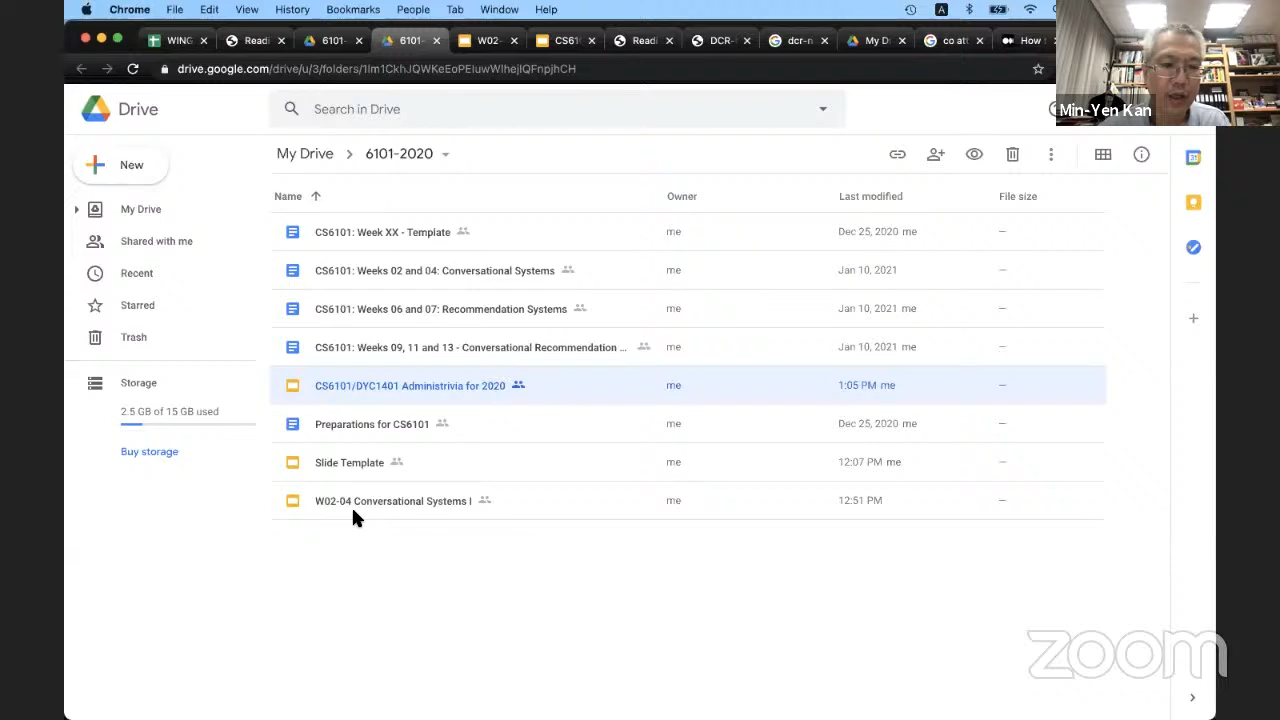 Chrome File Edit View History Bookmarks People Tab Window Help
WING Readi 6101- 6101- W02- CS61 Readi DCR- dcr-n My D co att How
drive.google.com/drive/u/3/folders/
Drive
Search in Drive
Min-Yen Kan
New
My Drive
Shared with me
Recent
Starred
Trash
Storage
2.5 GB of 15 GB used
Buy storage
My Drive > 6101-2020
Name Owner Last modified File size
CS6101: Week XX - Template me Dec 25, 2020 me —
CS6101: Weeks 02 and 04: Conversational Systems me Jan 10, 2021 —
CS6101: Weeks 06 and 07: Recommendation Systems me Jan 10, 2021 me —
CS6101: Weeks 09, 11 and 13 - Conversational Recommendation ... me Jan 10, 2021 me —
CS6101/DYC1401 Administrivia for 2020 me 1:05 PM me —
Preparations for CS6101 me Dec 25, 2020 me —
Slide Template me 12:07 PM me —
W02-04 Conversational Systems I me 12:51 PM —
zoom